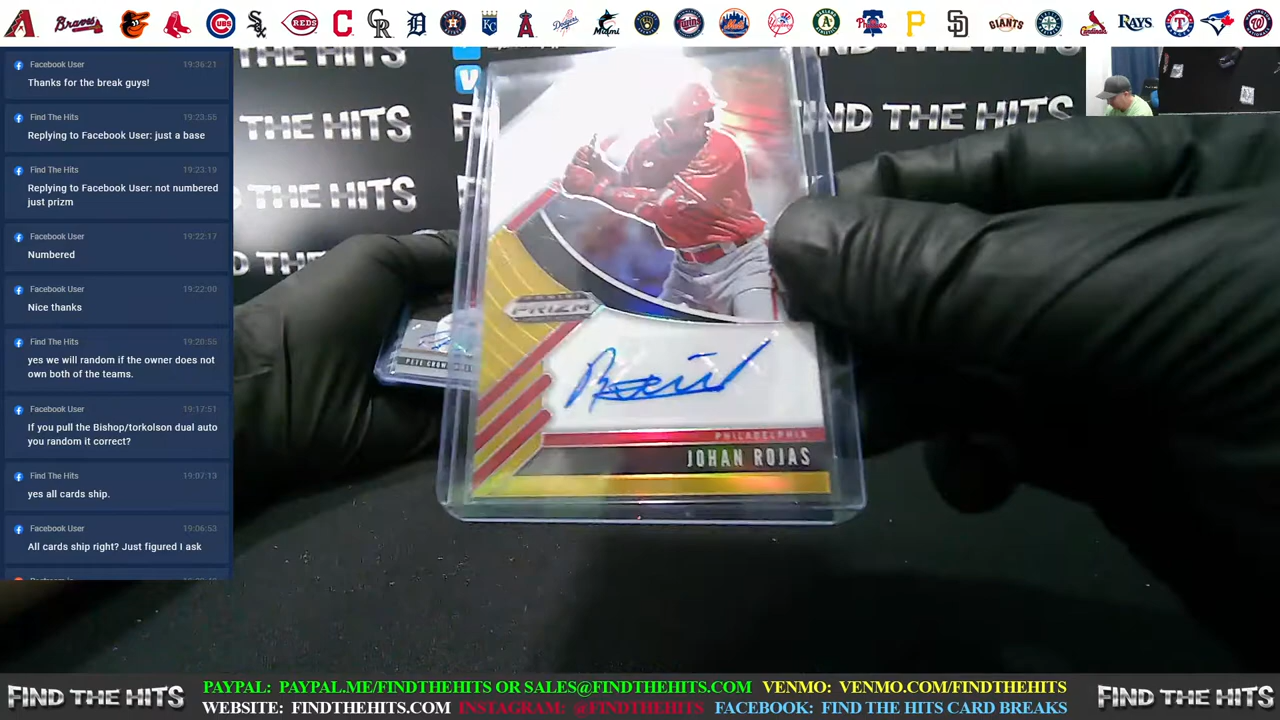 Facebook User 19:36:21
Thanks for the break guys!
Find The Hits 19:23:55
Replying to Facebook User: just a base
Find The Hits 19:23:19
Replying to Facebook User: not numbered
just prizm
Facebook User 19:22:17
Numbered
Facebook User 19:22:00
Nice thanks
Find The Hits 19:20:55
yes we will random if the owner does not
own both of the teams.
Facebook User 19:17:51
If you pull the Bishop/torkolson dual auto
you random it correct?
Find The Hits 19:07:13
yes all cards ship.
Facebook User 19:06:53
All cards ship right? Just figured I ask
THE HITS
THE HITS
THE HITS
FIND THE HITS
FIND THE HITS
PANINI
PRIZM
PHILADELPHIA
JOHAN ROJAS
FIND THE HITS
PAYPAL: PAYPAL.ME/FINDTHEHITS OR SALES@FINDTHEHITS.COM VENMO: VENMO.COM/FINDTHEHITS
WEBSITE: FINDTHEHITS.COM INSTAGRAM: @FINDTHEHITS FACEBOOK: FIND THE HITS CARD BREAKS
FIND THE HITS